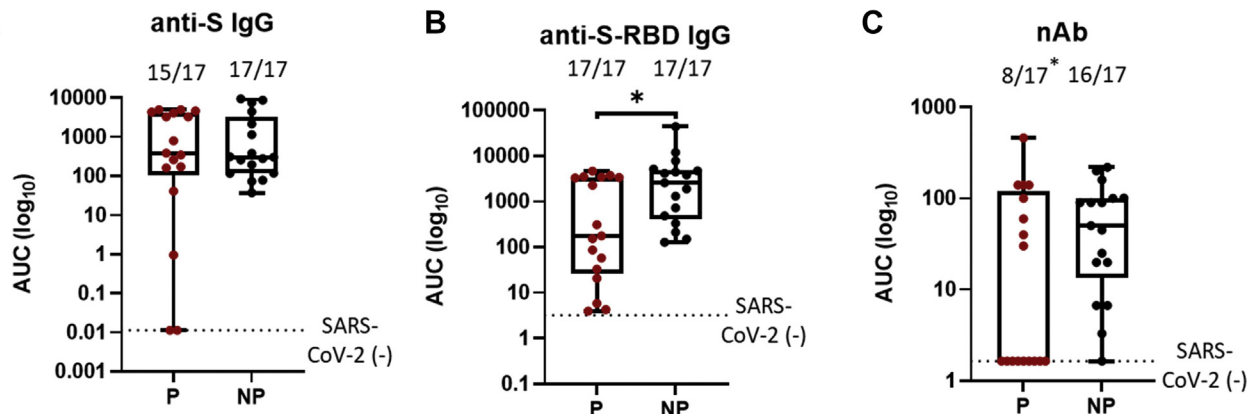 anti-S IgG
15/17 17/17
AUC (log10)
10000
1000
100
10
1
0.1
0.01
0.001
SARS-
CoV-2 (-)
P NP
B
anti-S-RBD IgG
17/17 17/17
*
AUC (log10)
100000
10000
1000
100
10
1
0.1
SARS-
CoV-2 (-)
P NP
C
nAb
8/17 * 16/17
AUC (log10)
1000
100
10
1
SARS-
CoV-2 (-)
P NP